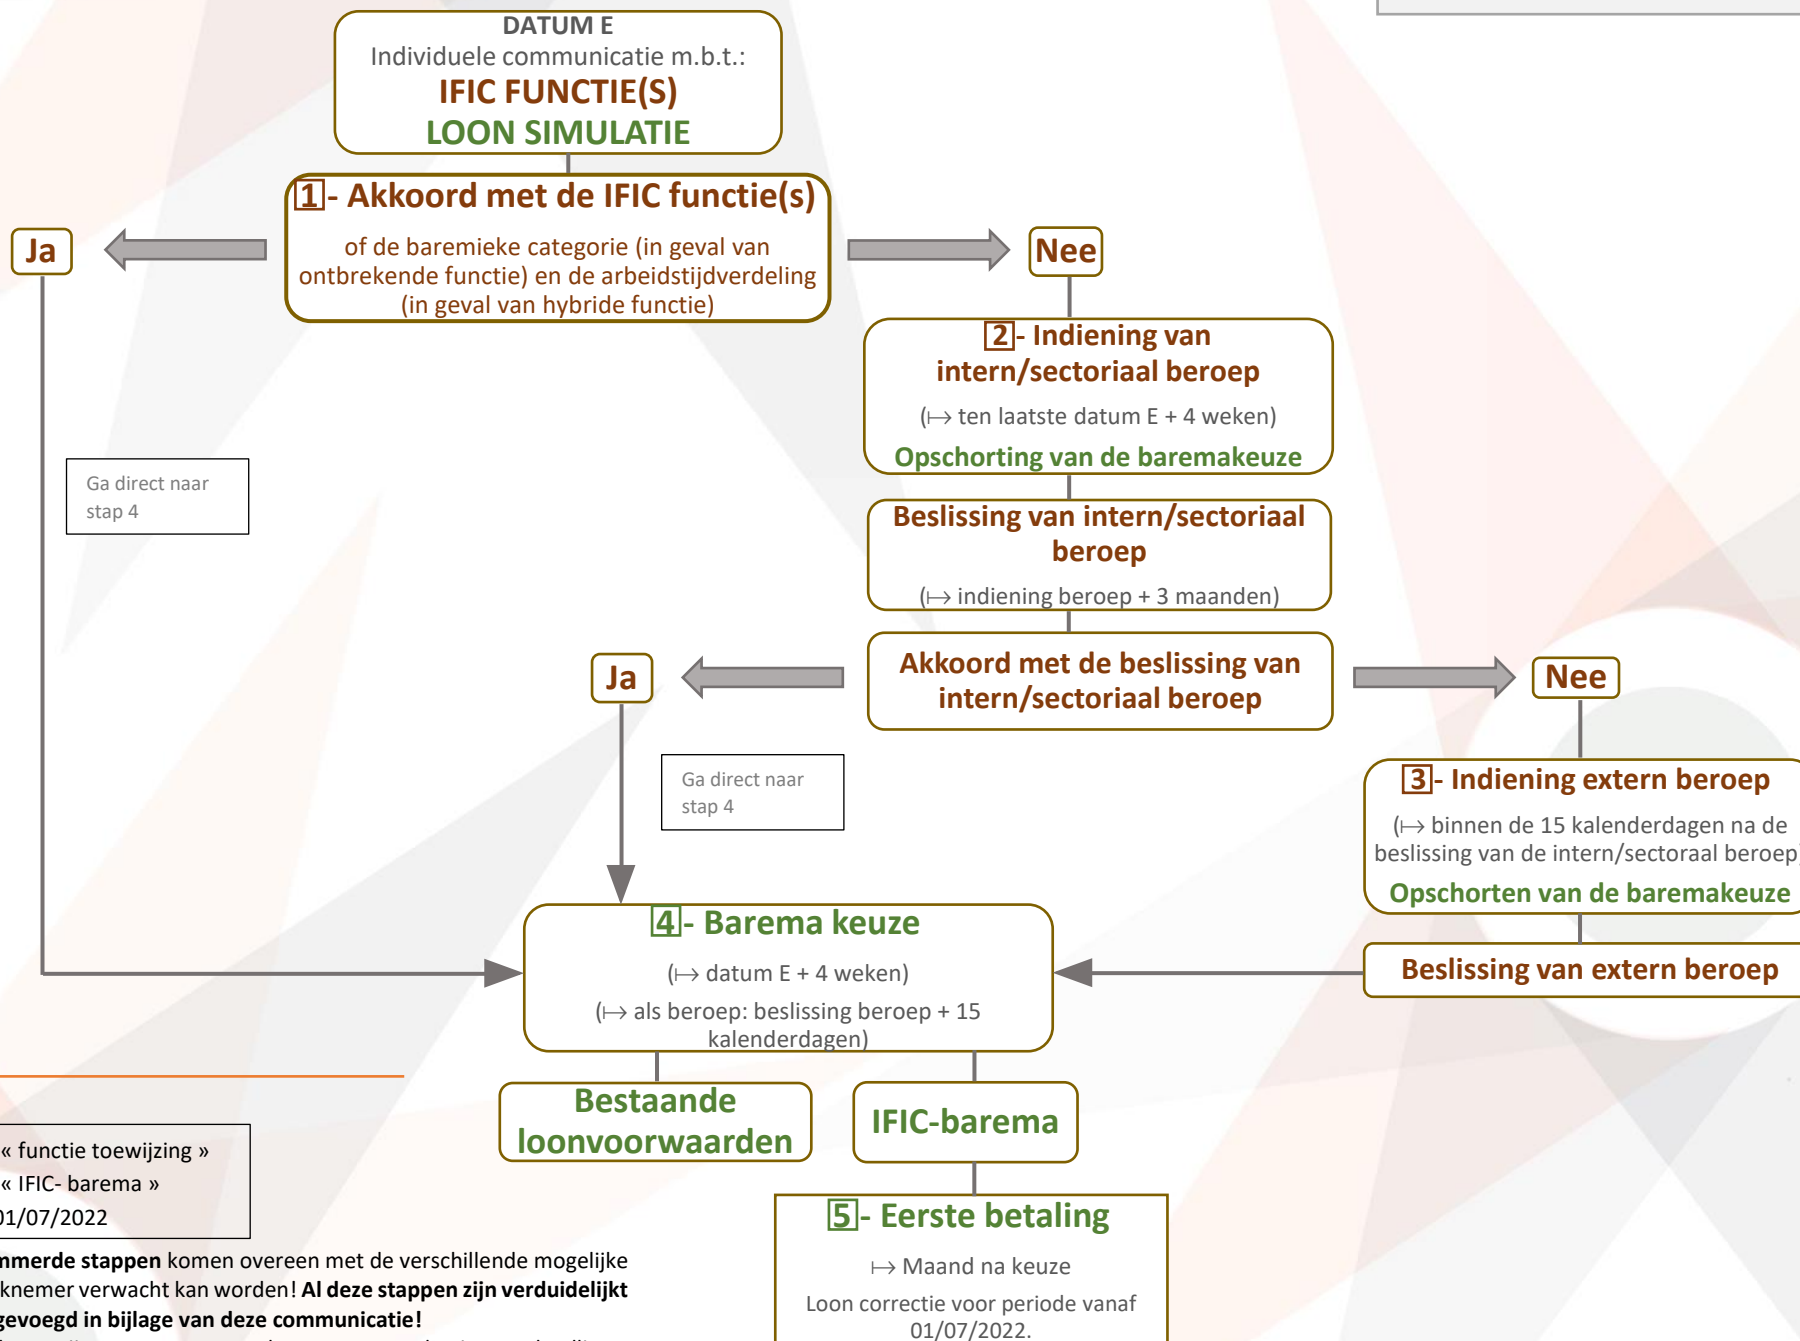 DATUM E
Individuele communicatie m.b.t.:
IFIC FUNCTIE(S)
LOON SIMULATIE
1- Akkoord met de IFIC functie(s)
of de baremieke categorie (in geval van
ontbrekende functie) en de arbeidstijdverdeling
(in geval van hybride functie)
Ja
Nee
2- Indiening van
intern/sectoriaal beroep
(↦ ten laatste datum E + 4 weken)
Opschorting van de baremakeuze
Ga direct naar
stap 4
Beslissing van intern/sectoriaal
beroep
(↦ indiening beroep + 3 maanden)
Ja
Akkoord met de beslissing van
intern/sectoriaal beroep
Nee
Ga direct naar
stap 4
3- Indiening extern beroep
(↦ binnen de 15 kalenderdagen na de
beslissing van de intern/sectoraal beroep)
Opschorten van de baremakeuze
4- Barema keuze
(↦ datum E + 4 weken)
(↦ als beroep: beslissing beroep + 15
kalenderdagen)
Beslissing van extern beroep
Bestaande
loonvoorwaarden
IFIC-barema
« functie toewijzing »
« IFIC- barema »
01/07/2022
5- Eerste betaling
↦ Maand na keuze
Loon correctie voor periode vanaf
01/07/2022.
mmerde stappen komen overeen met de verschillende mogelijke
knemer verwacht kan worden! Al deze stappen zijn verduidelijkt
gevoegd in bijlage van deze communicatie!